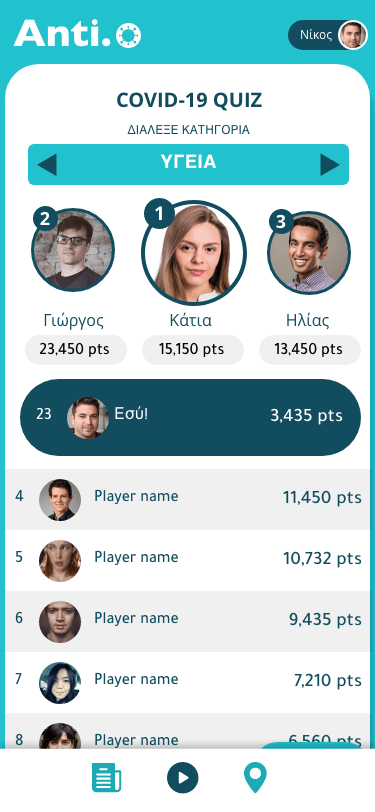 Anti.
Νίκος
COVID-19 QUIZ
ΔΙΑΛΕΞΕ ΚΑΤΗΓΟΡΙΑ
ΥΓΕΙΑ
2
1
3
Γιώργος
Κάτια
Ηλίας
23,450 pts
15,150 pts
13,450 pts
23
Εσύ!
3,435 pts
4
Player name
11,450 pts
5
Player name
10,732 pts
6
Player name
9,435 pts
7
Player name
7,210 pts
8
Player name
6,560 pts